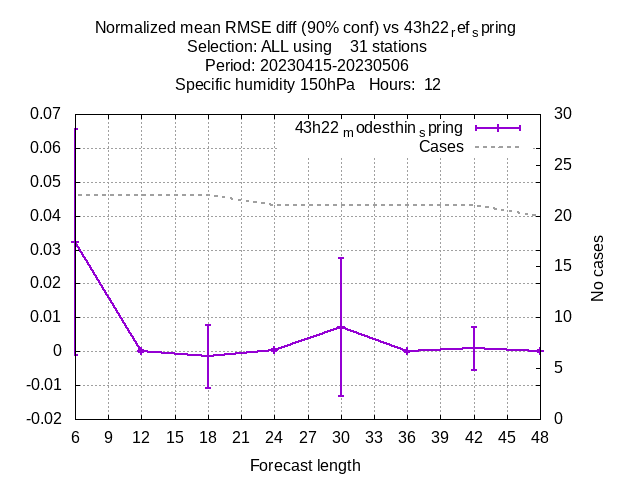 Normalized mean RMSE diff (90% conf) vs 43h22ref spring
Selection: ALL using    31 stations
Period: 20230415-20230506
Specific humidity 150hPa   Hours:  12
43h22modesthinspring
Cases
0.07
0.06
0.05
0.04
0.03
0.02
0.01
0
-0.01
-0.02
30
25
20
15
10
5
0
No cases
6 9 12 15 18 21 24 27 30 33 36 39 42 45 48
Forecast length